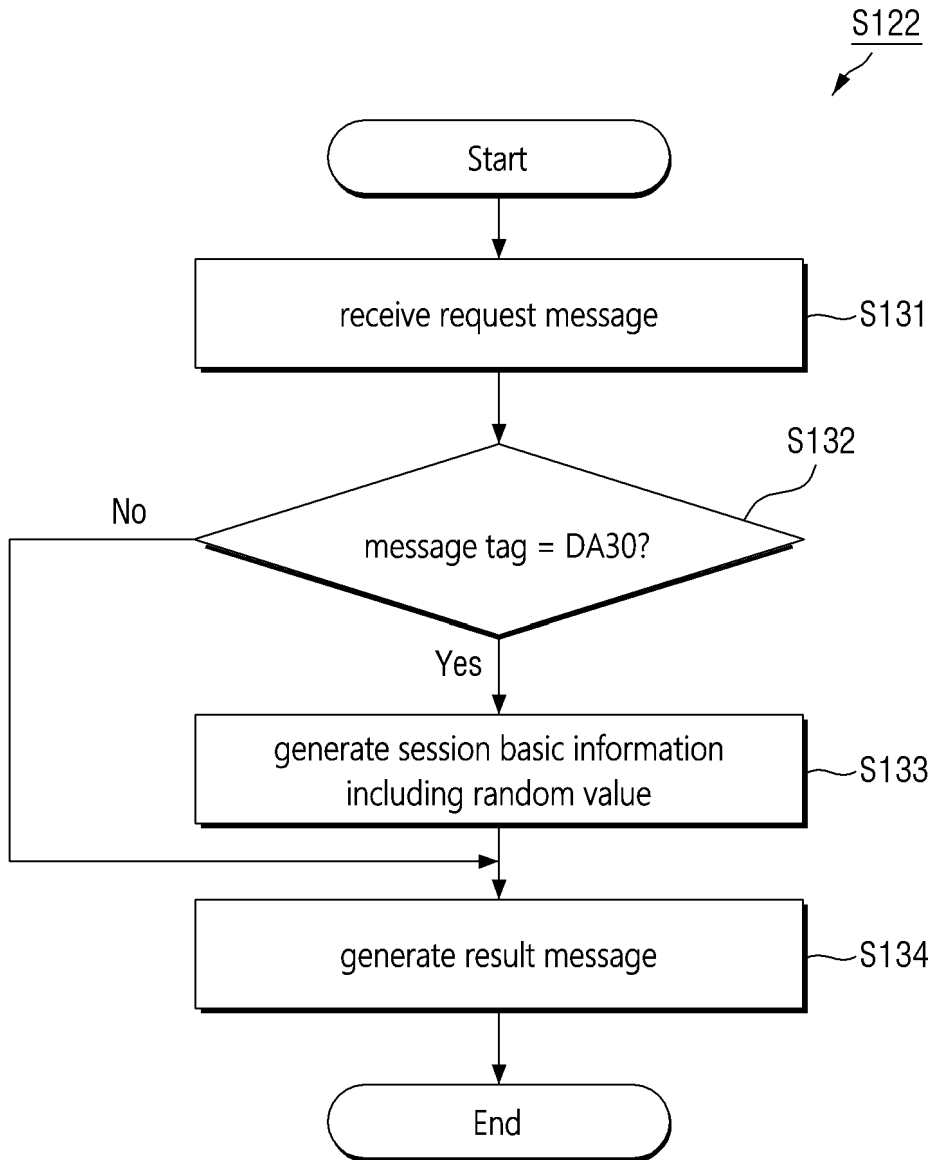 S122
Start
receive request message
S131
S132
No
message tag = DA30?
Yes
generate session basic information
including random value
S133
generate result message
S134
End